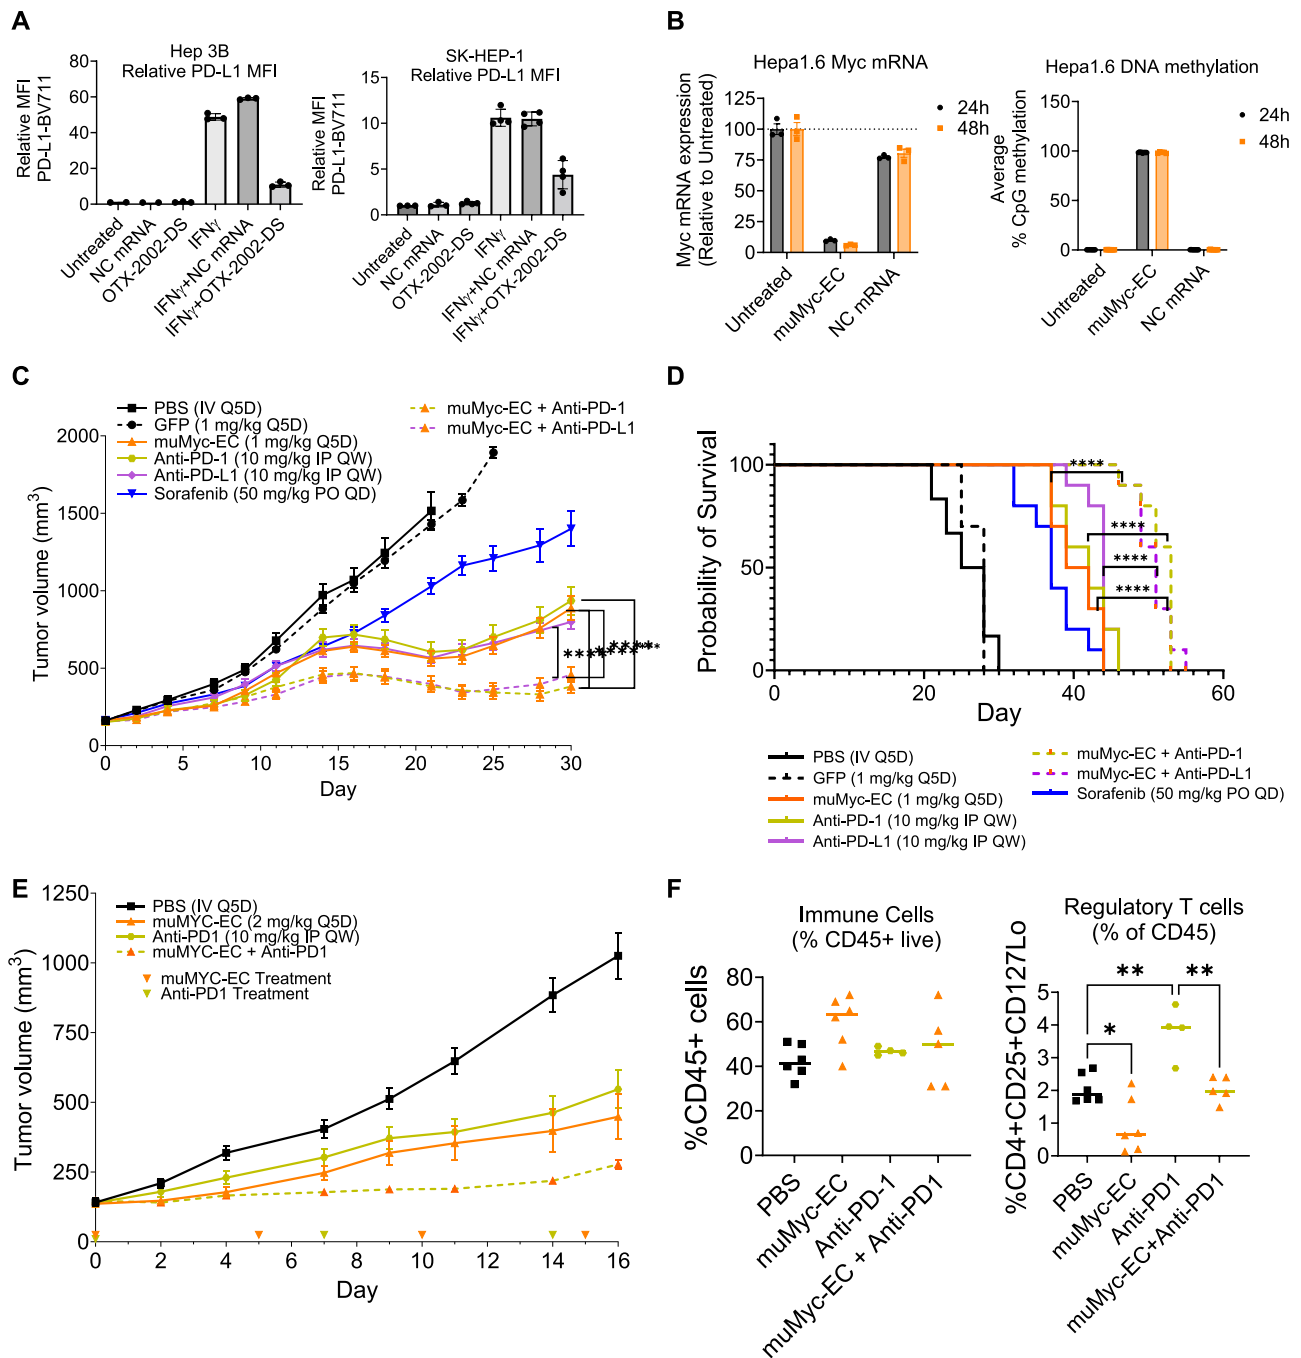 A
Hep 3B
Relative PD-L1 MFI
Relative MFI
PD-L1-BV711
80
60
40
20
0
Untreated
NC mRNA
OTX-2002-DS
IFNγ
IFNγ+NC mRNA
IFNγ+OTX-2002-DS
SK-HEP-1
Relative PD-L1 MFI
Relative MFI
PD-L1-BV711
15
10
5
0
Untreated
NC mRNA
OTX-2002-DS
IFNγ
IFNγ+NC mRNA
IFNγ+OTX-2002-DS
B
Hepa1.6 Myc mRNA
Myc mRNA expression
(Relative to Untreated)
125
100
75
50
25
0
24h
48h
Untreated
muMyc-EC
NC mRNA
Hepa1.6 DNA methylation
Average
% CpG methylation
150
100
50
0
24h
48h
Untreated
muMyc-EC
NC mRNA
C
PBS (IV Q5D)
GFP (1 mg/kg Q5D)
muMyc-EC (1 mg/kg Q5D)
Anti-PD-1 (10 mg/kg IP QW)
Anti-PD-L1 (10 mg/kg IP QW)
Sorafenib (50 mg/kg PO QD)
muMyc-EC + Anti-PD-1
muMyc-EC + Anti-PD-L1
Tumor volume (mm³)
2000
1500
1000
500
0
0 5 10 15 20 25 30
Day
D
Probability of Survival
100
50
0
****
****
****
****
0 20 40 60
Day
PBS (IV Q5D)
GFP (1 mg/kg Q5D)
muMyc-EC (1 mg/kg Q5D)
Anti-PD-1 (10 mg/kg IP QW)
Anti-PD-L1 (10 mg/kg IP QW)
muMyc-EC + Anti-PD-1
muMyc-EC + Anti-PD-L1
Sorafenib (50 mg/kg PO QD)
E
PBS (IV Q5D)
muMYC-EC (2 mg/kg Q5D)
Anti-PD1 (10 mg/kg IP QW)
muMYC-EC + Anti-PD1
muMYC-EC Treatment
Anti-PD1 Treatment
Tumor volume (mm³)
1250
1000
750
500
250
0
0 2 4 6 8 10 12 14 16
Day
F
Immune Cells
(% CD45+ live)
%CD45+ cells
80
60
40
20
0
PBS
muMyc-EC
Anti-PD-1
muMyc-EC + Anti-PD1
Regulatory T cells
(% of CD45)
%CD4+CD25+CD127Lo
5
4
3
2
1
0
**
**
*
PBS
muMyc-EC
Anti-PD1
muMyc-EC+Anti-PD1